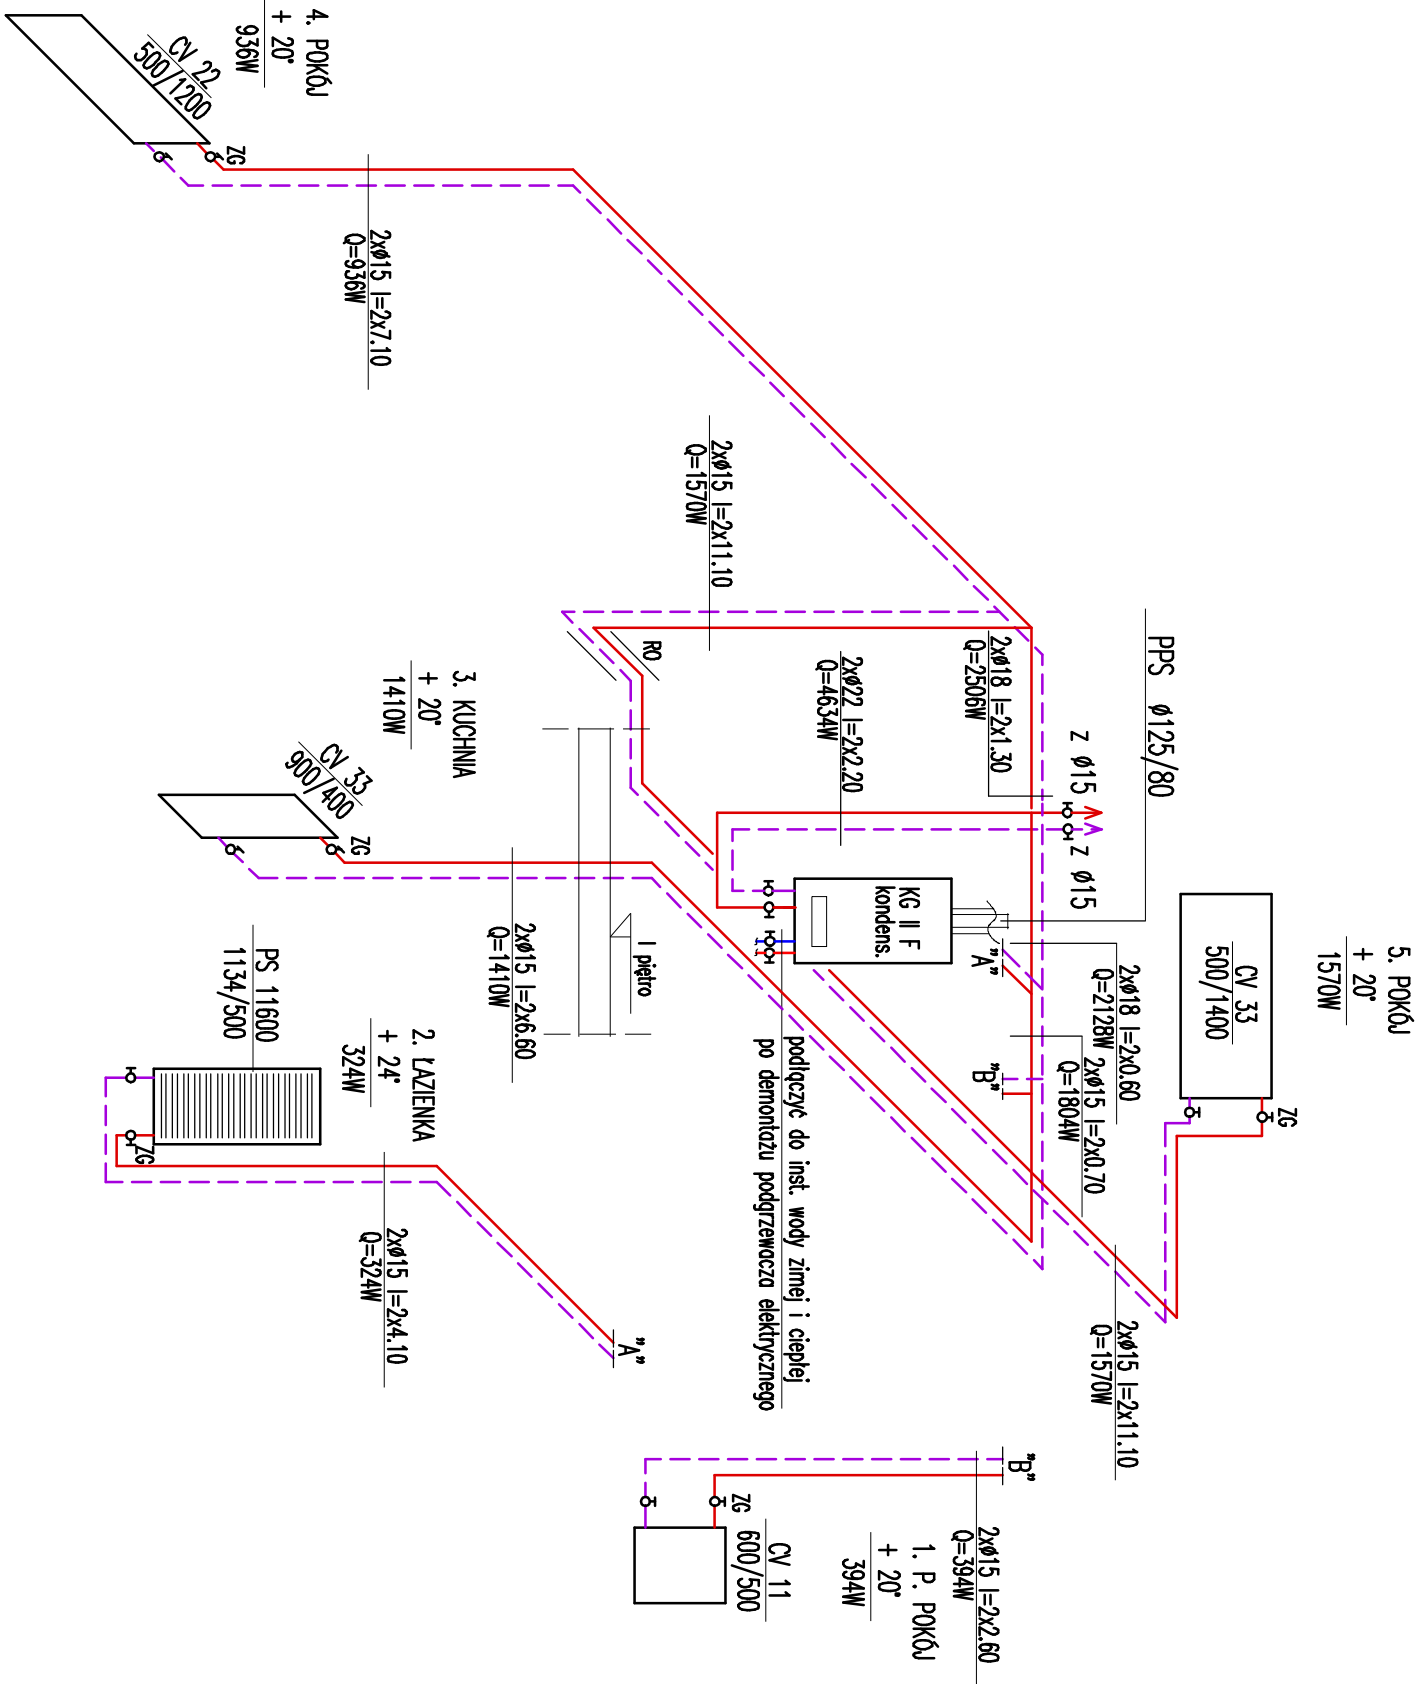 5. POKÓJ
+ 20°
1570W
CV 33
500/1400
ZG
2xø15 l=2x11.10
Q=1570W
PPS ø125/80
z ø15
z ø15
2xø18 l=2x0.60
Q=2128W
2xø15 l=2x0.70
Q=1804W
2xø18 l=2x1.30
Q=2506W
"A"
"B"
2xø22 l=2x2.20
Q=4634W
KG II F
kondens.
podłączyć do inst. wody zimej i ciepłej
po demontażu podgrzewacza elektrycznego
"B"
2xø15 l=2x2.60
Q=394W
1. P. POKÓJ
+ 20°
394W
CV 11
600/500
ZG
2xø15 l=2x11.10
Q=1570W
RO
I piętro
"A"
2xø15 l=2x6.60
Q=1410W
3. KUCHNIA
+ 20°
1410W
CV 33
900/400
ZG
2. ŁAZIENKA
+ 24°
324W
2xø15 l=2x4.10
Q=324W
PS 11600
1134/500
ZG
2xø15 l=2x7.10
Q=936W
4. POKÓJ
+ 20°
936W
CV 22
500/1200
ZG